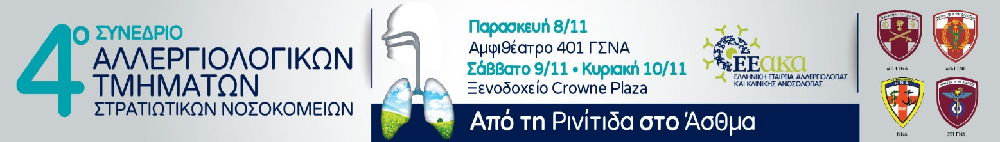 4ο ΣΥΝΕΔΡΙΟ
ΑΛΛΕΡΓΙΟΛΟΓΙΚΩΝ
ΤΜΗΜΑΤΩΝ
ΣΤΡΑΤΙΩΤΙΚΩΝ ΝΟΣΟΚΟΜΕΙΩΝ
Παρασκευή 8/11
Αμφιθέατρο 401 ΓΣΝΑ
Σάββατο 9/11 • Κυριακή 10/11
Ξενοδοχείο Crowne Plaza
Από τη Ρινίτιδα στο Άσθμα
ΕΕακα
ΕΛΛΗΝΙΚΗ ΕΤΑΙΡΕΙΑ ΑΛΛΕΡΓΙΟΛΟΓΙΑΣ
ΚΑΙ ΚΛΙΝΙΚΗΣ ΑΝΟΣΟΛΟΓΙΑΣ
401 ΓΣΝΑ
424 ΓΣΝΕ
Ν.Ν.Α.
1955
ΝΝΑ
251 ΓΝΑ